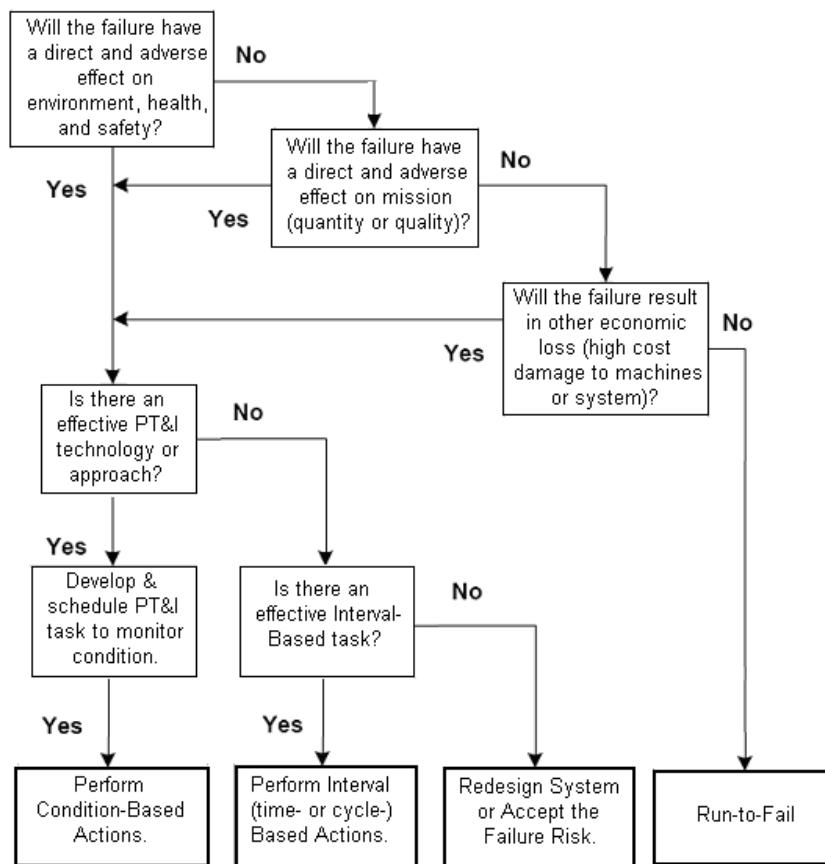 Will the failure have
a direct and adverse
effect on
environment, health,
and safety?
No
Will the failure have
a direct and adverse
effect on mission
(quantity or quality)?
No
Yes
Yes
Will the failure result
in other economic
loss (high cost
damage to machines
or system)?
No
Yes
Is there an
effective PT&I
technology or
approach?
No
Yes
Develop &
schedule PT&I
task to monitor
condition.
Is there an
effective Interval-
Based task?
No
Yes
Yes
Perform
Condition-Based
Actions.
Perform Interval
(time- or cycle-)
Based Actions.
Redesign System
or Accept the
Failure Risk.
Run-to-Fail